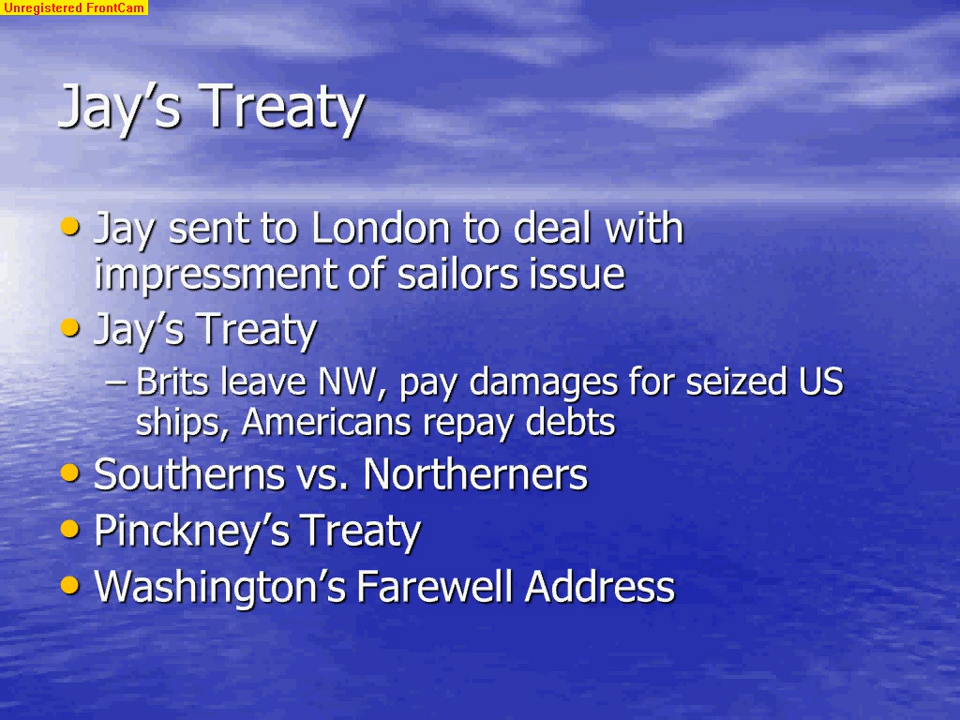 Unregistered FrontCam
Jay’s Treaty
• Jay sent to London to deal with
impressment of sailors issue
• Jay’s Treaty
– Brits leave NW, pay damages for seized US
ships, Americans repay debts
• Southerns vs. Northerners
• Pinckney’s Treaty
• Washington’s Farewell Address